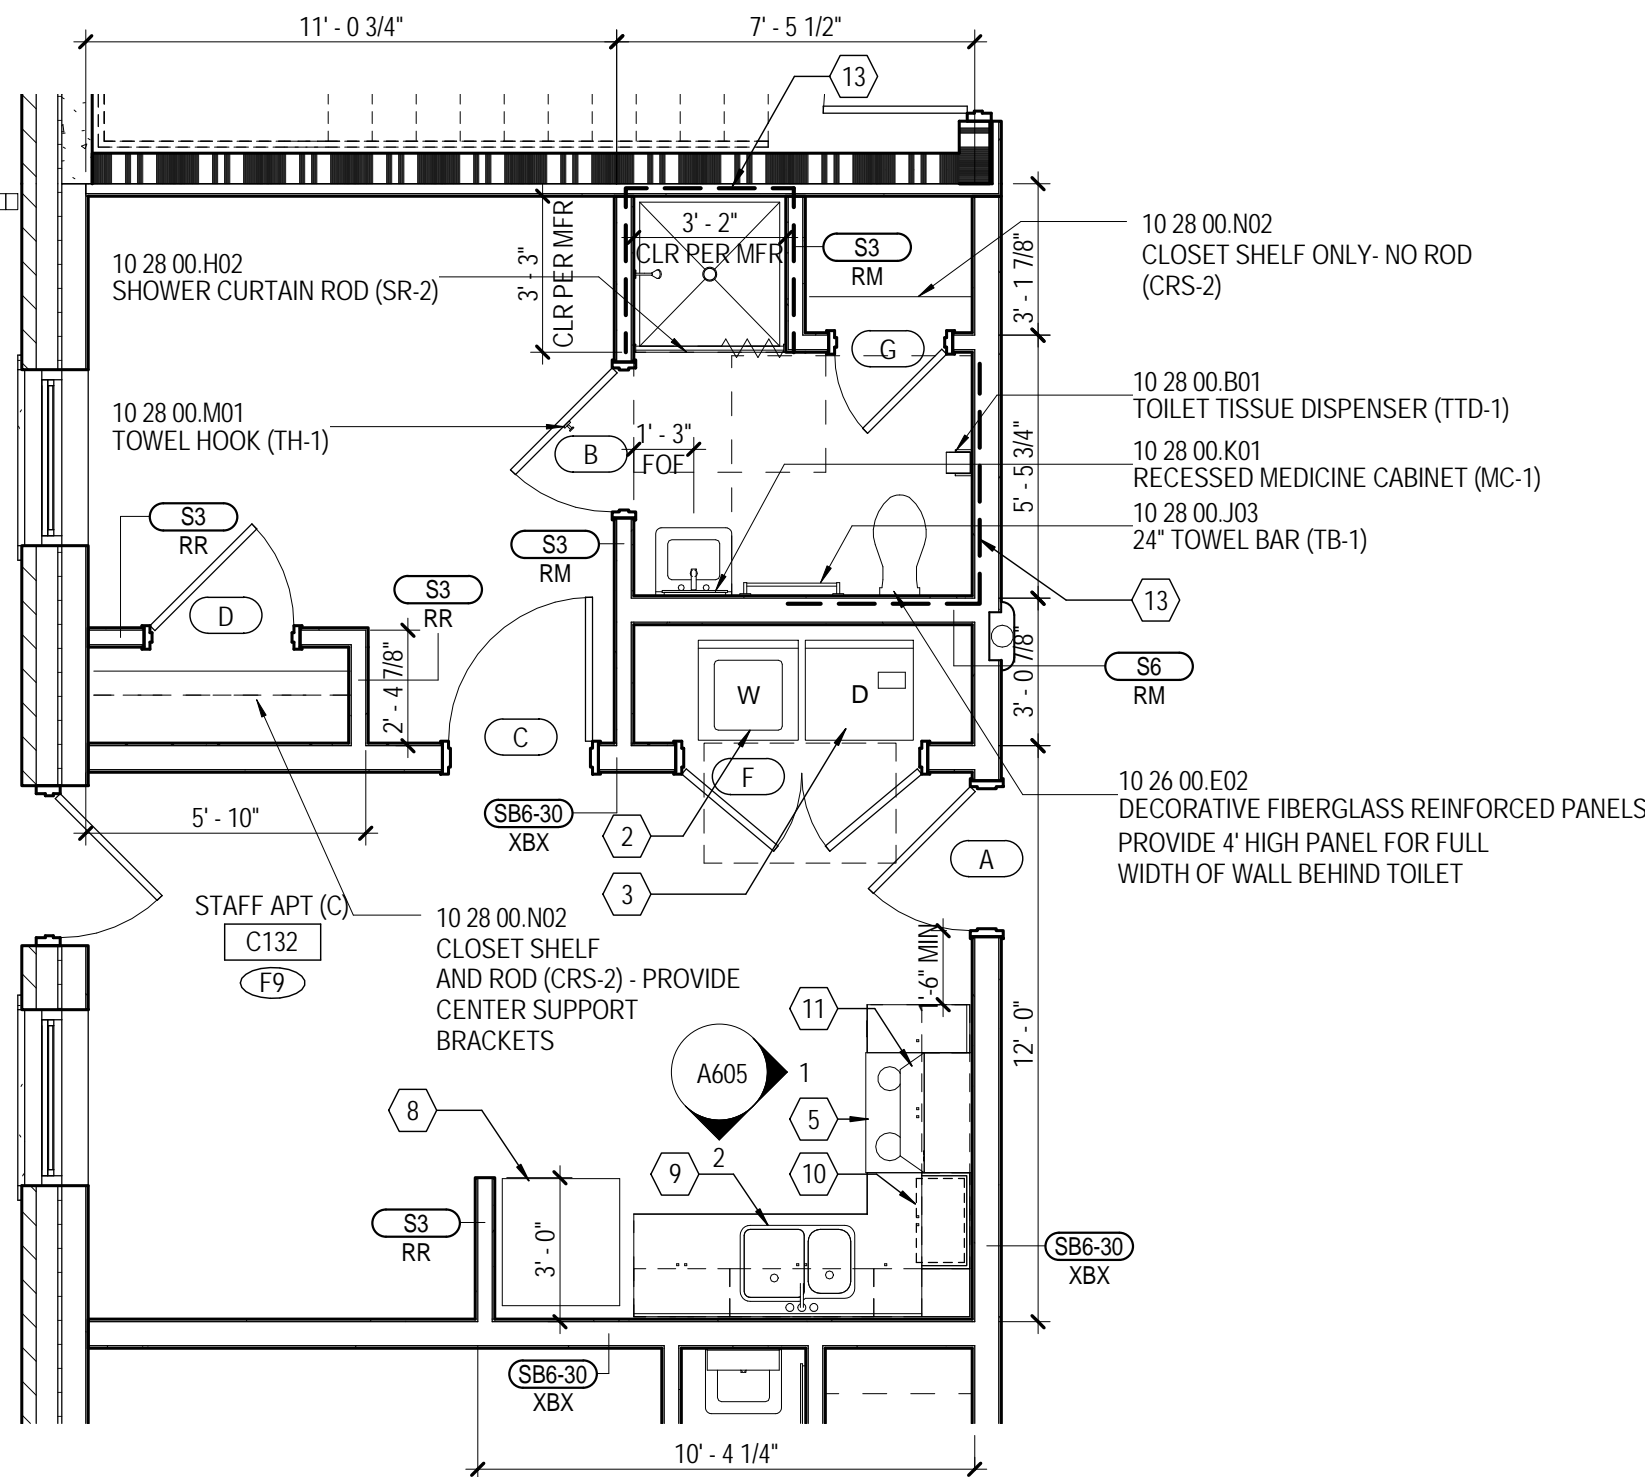 11' - 0 3/4"
7' - 5 1/2"
13
10 28 00.H02
SHOWER CURTAIN ROD (SR-2)
3' - 3"
CLR PER MFR
3' - 2"
CLR PER MFR
S3
RM
10 28 00.N02
CLOSET SHELF ONLY- NO ROD
(CRS-2)
3' - 1 7/8"
G
10 28 00.M01
TOWEL HOOK (TH-1)
B
1' - 3"
FOF
10 28 00.B01
TOILET TISSUE DISPENSER (TTD-1)
10 28 00.K01
RECESSED MEDICINE CABINET (MC-1)
10 28 00.J03
24" TOWEL BAR (TB-1)
5' - 5 3/4"
S3
RR
S3
RM
S3
RR
D
13
2' - 4 7/8"
W
D
3' - 0 7/8"
S6
RM
C
F
10 26 00.E02
DECORATIVE FIBERGLASS REINFORCED PANELS
PROVIDE 4' HIGH PANEL FOR FULL
WIDTH OF WALL BEHIND TOILET
5' - 10"
SB6-30
XBX
2
3
A
STAFF APT (C)
C132
F9
10 28 00.N02
CLOSET SHELF
AND ROD (CRS-2) - PROVIDE
CENTER SUPPORT
BRACKETS
'-6" MIN
11
12' - 0"
A605
1
2
8
5
9
10
S3
RR
3' - 0"
SB6-30
XBX
SB6-30
XBX
10' - 4 1/4"